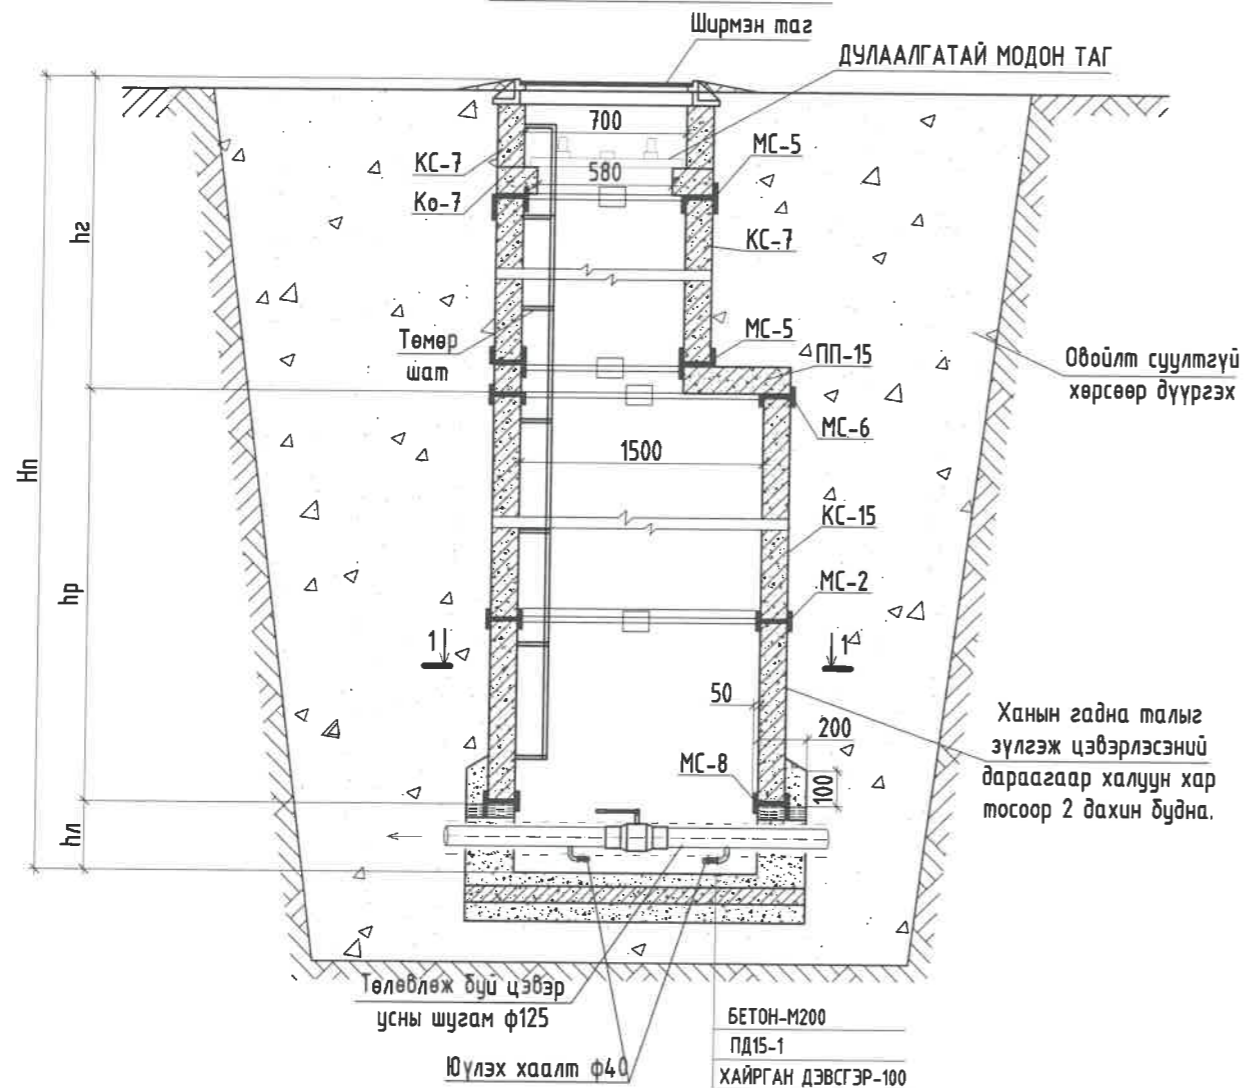 Ширмэн таг
ДУЛААЛГАТАЙ МОДОН ТАГ
700
КС-7
МС-5
580
Ко-7
КС-7
hг
Төмөр
шат
МС-5
ПП-15
Овойлт суултгүй
хөрсөөр дүүргэх
МС-6
1500
Нп
КС-15
hр
МС-2
1
1
50
200
Ханын гадна талыг
зүлгэж цэвэрлэсэний
дараагаар халуун хар
тосоор 2 дахин будна.
МС-8
100
hл
Төлөвлөж буй цэвэр
усны шугам ф125
БЕТОН-М200
ПД15-1
Юүлэх хаалт ф40
ХАЙРГАН ДЭВСГЭР-100